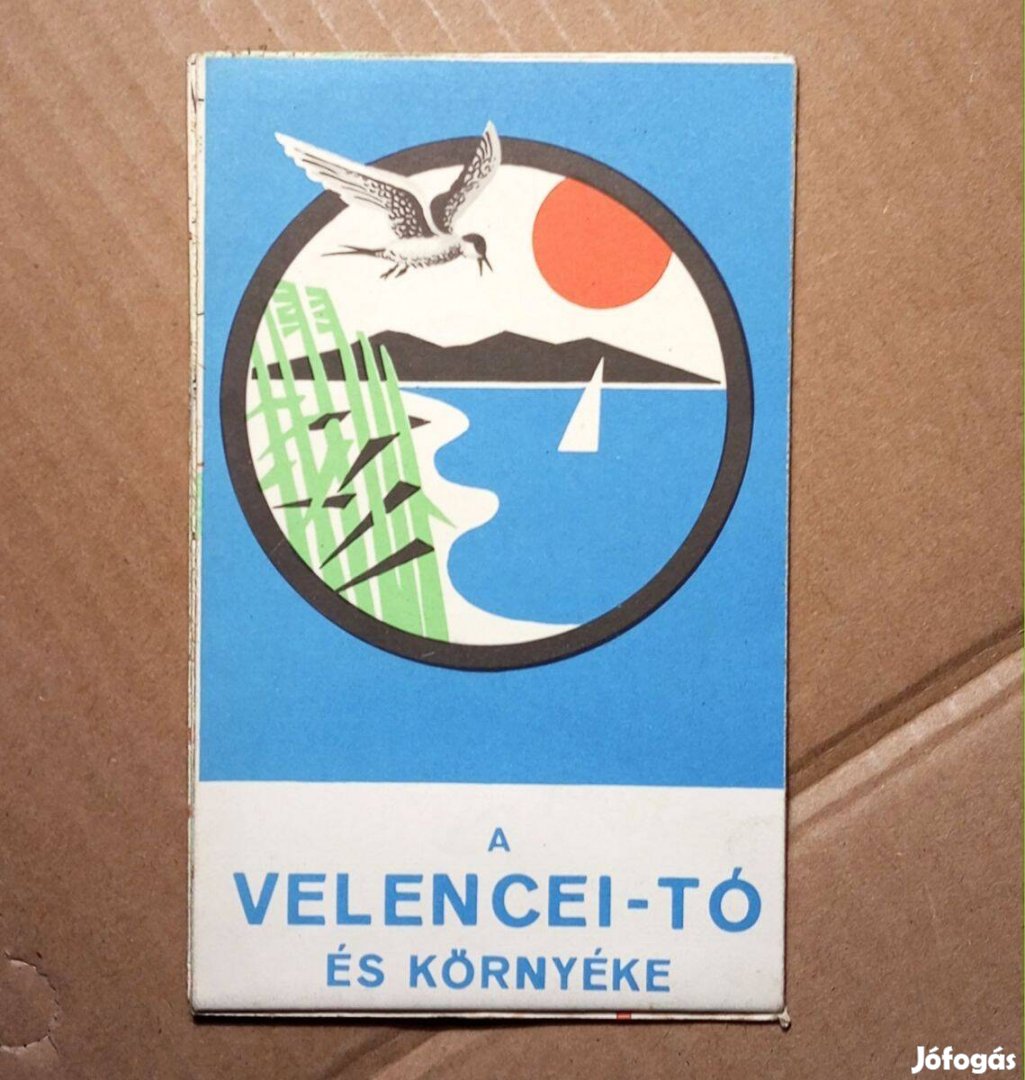 A
VELENCEI-TÓ
ÉS KÖRNYÉKE
Jófogás